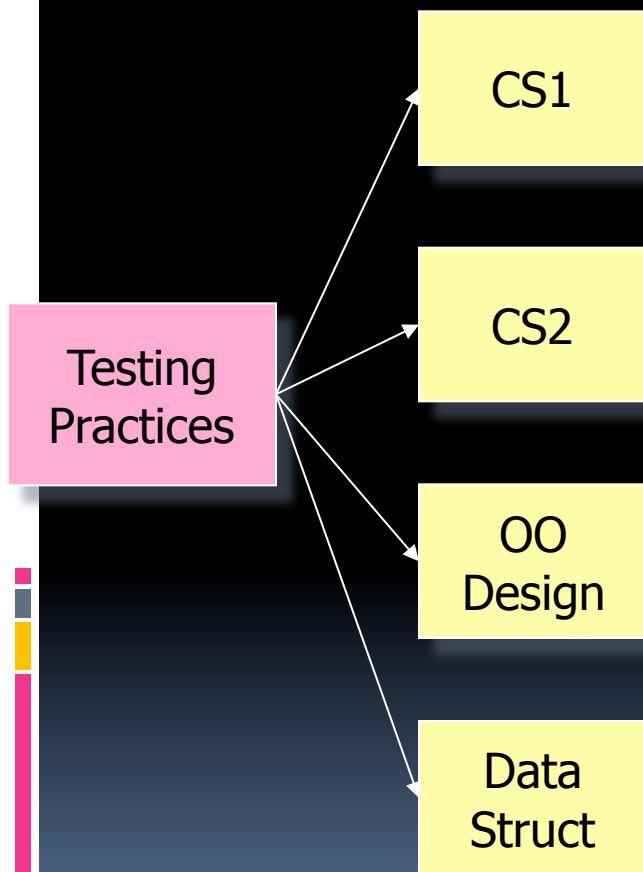 CS1
CS2
Testing
Practices
OO
Design
Data
Struct